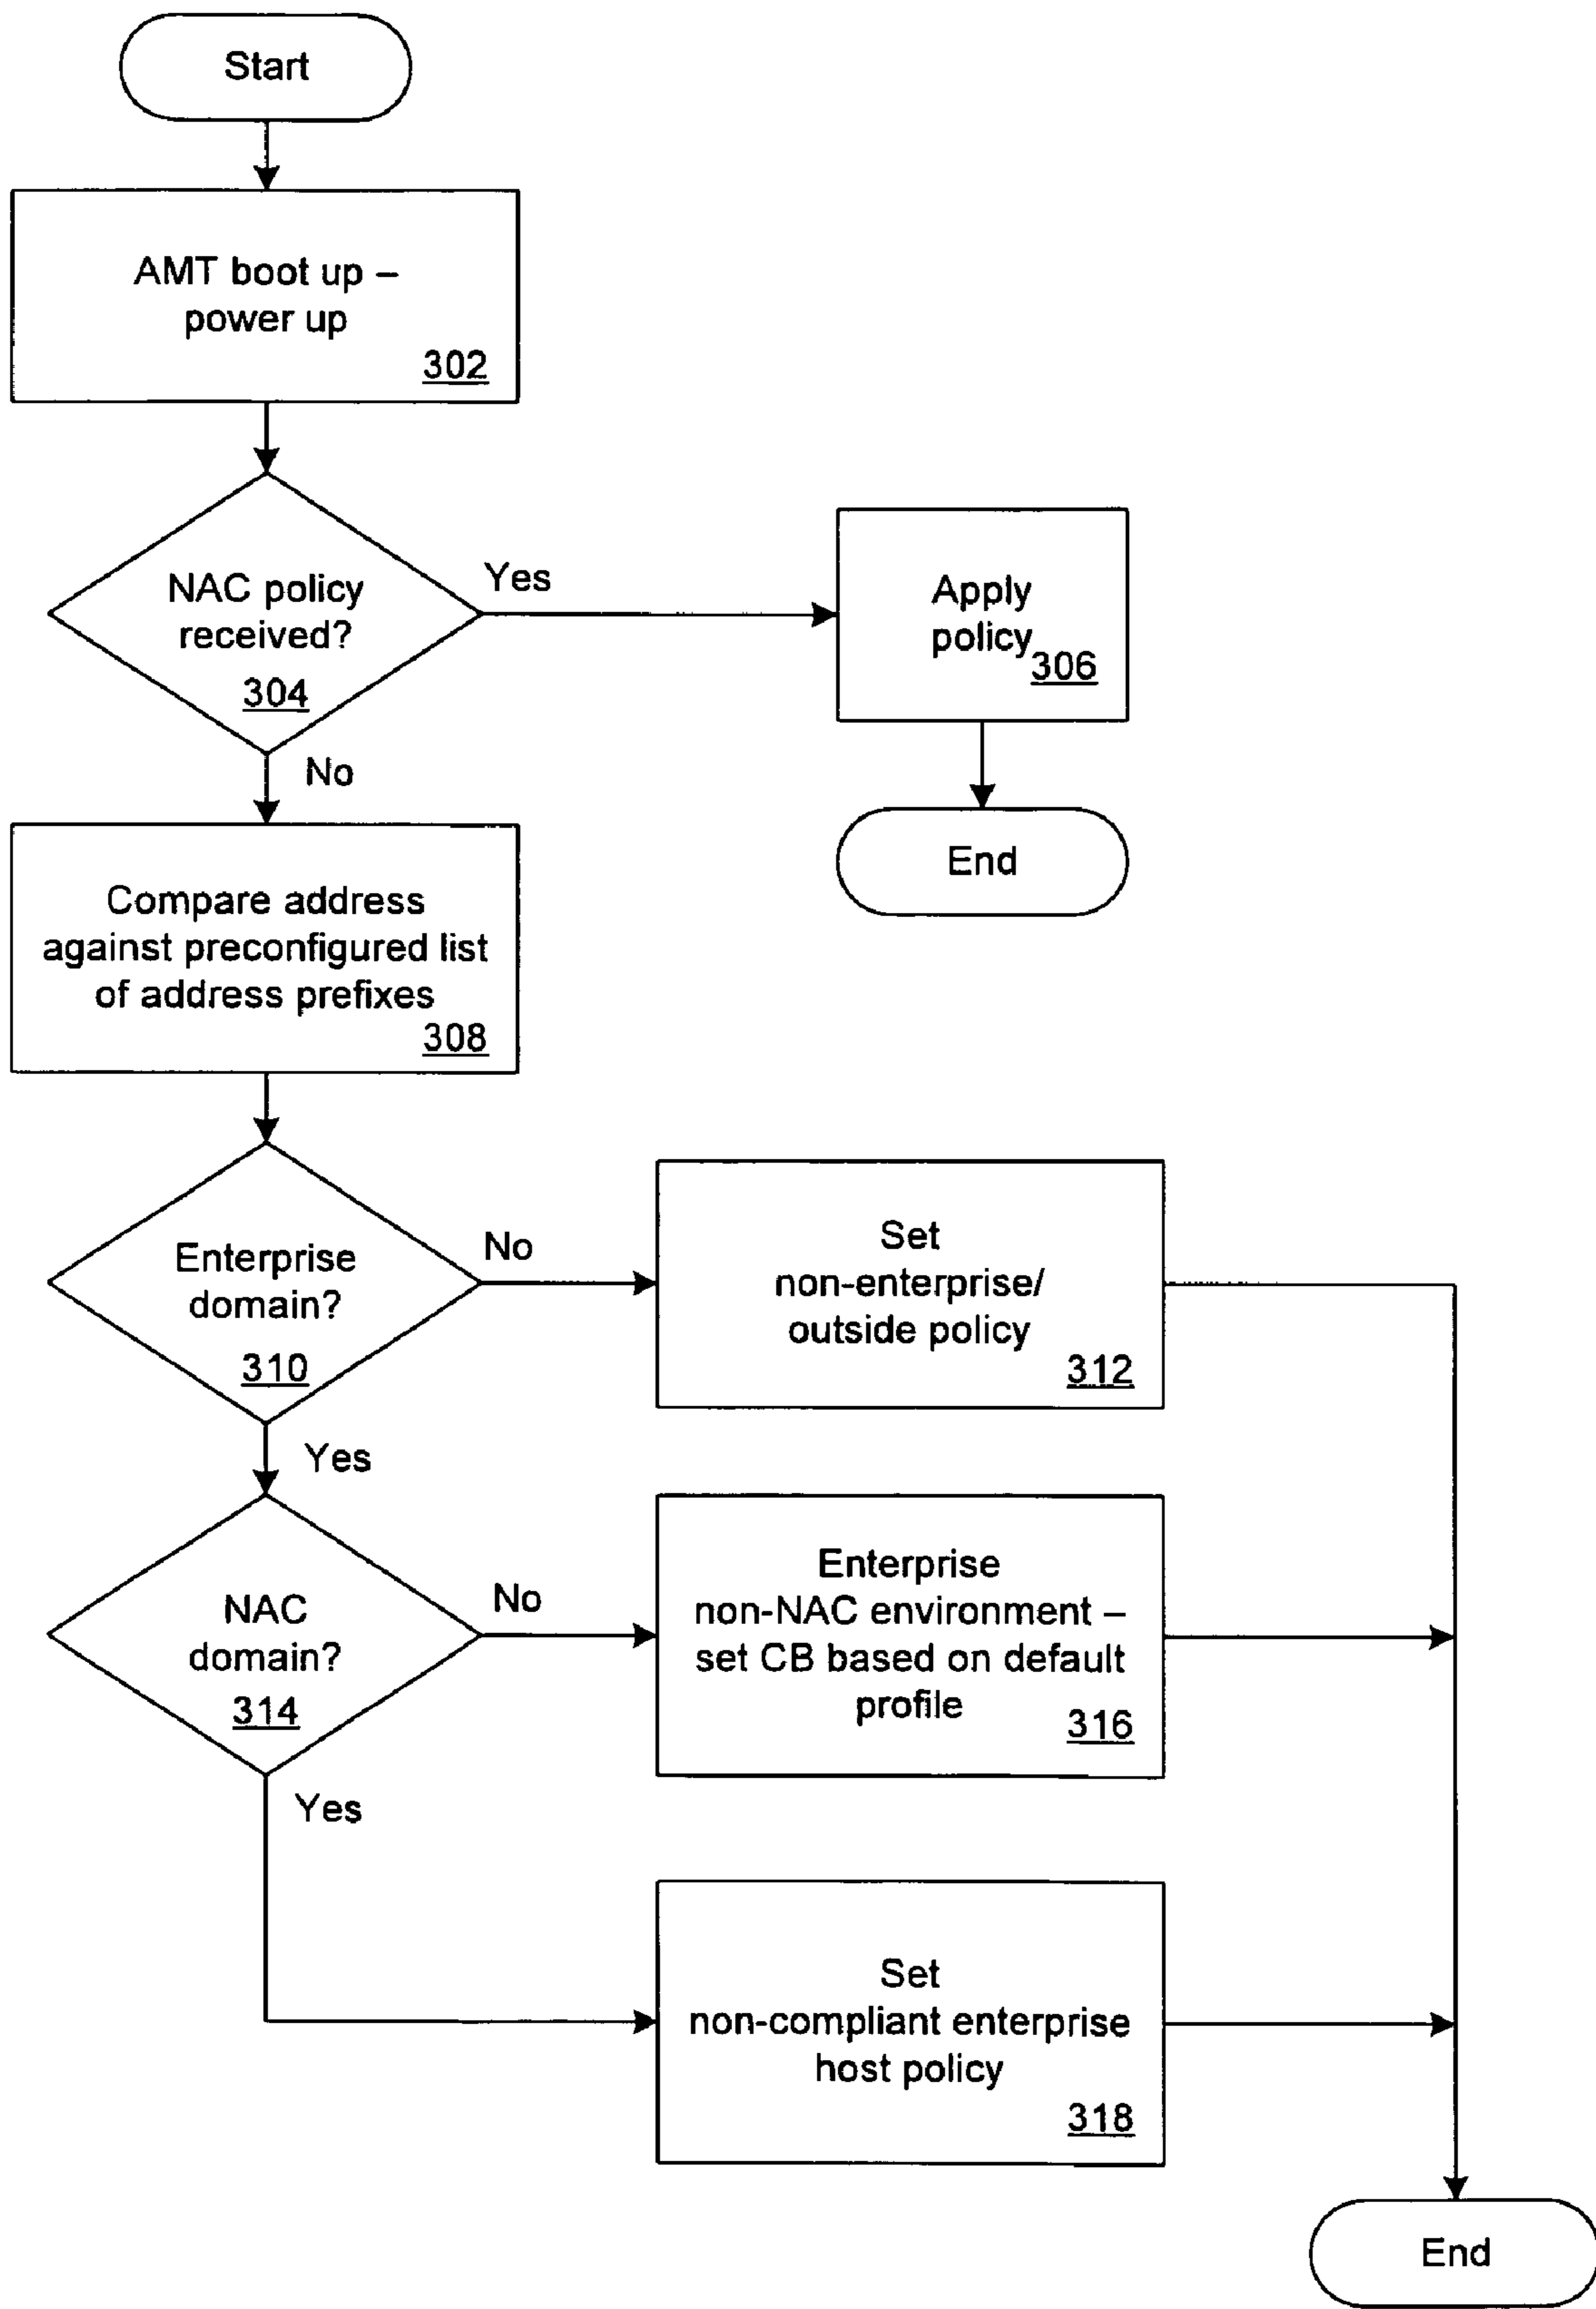 Start
AMT boot up –
power up
302
NAC policy
received?
304
Yes
No
Apply
policy
306
End
Compare address
against preconfigured list
of address prefixes
308
Enterprise
domain?
310
No
Yes
Set
non-enterprise/
outside policy
312
NAC
domain?
314
No
Yes
Enterprise
non-NAC environment –
set CB based on default
profile
316
Set
non-compliant enterprise
host policy
318
End